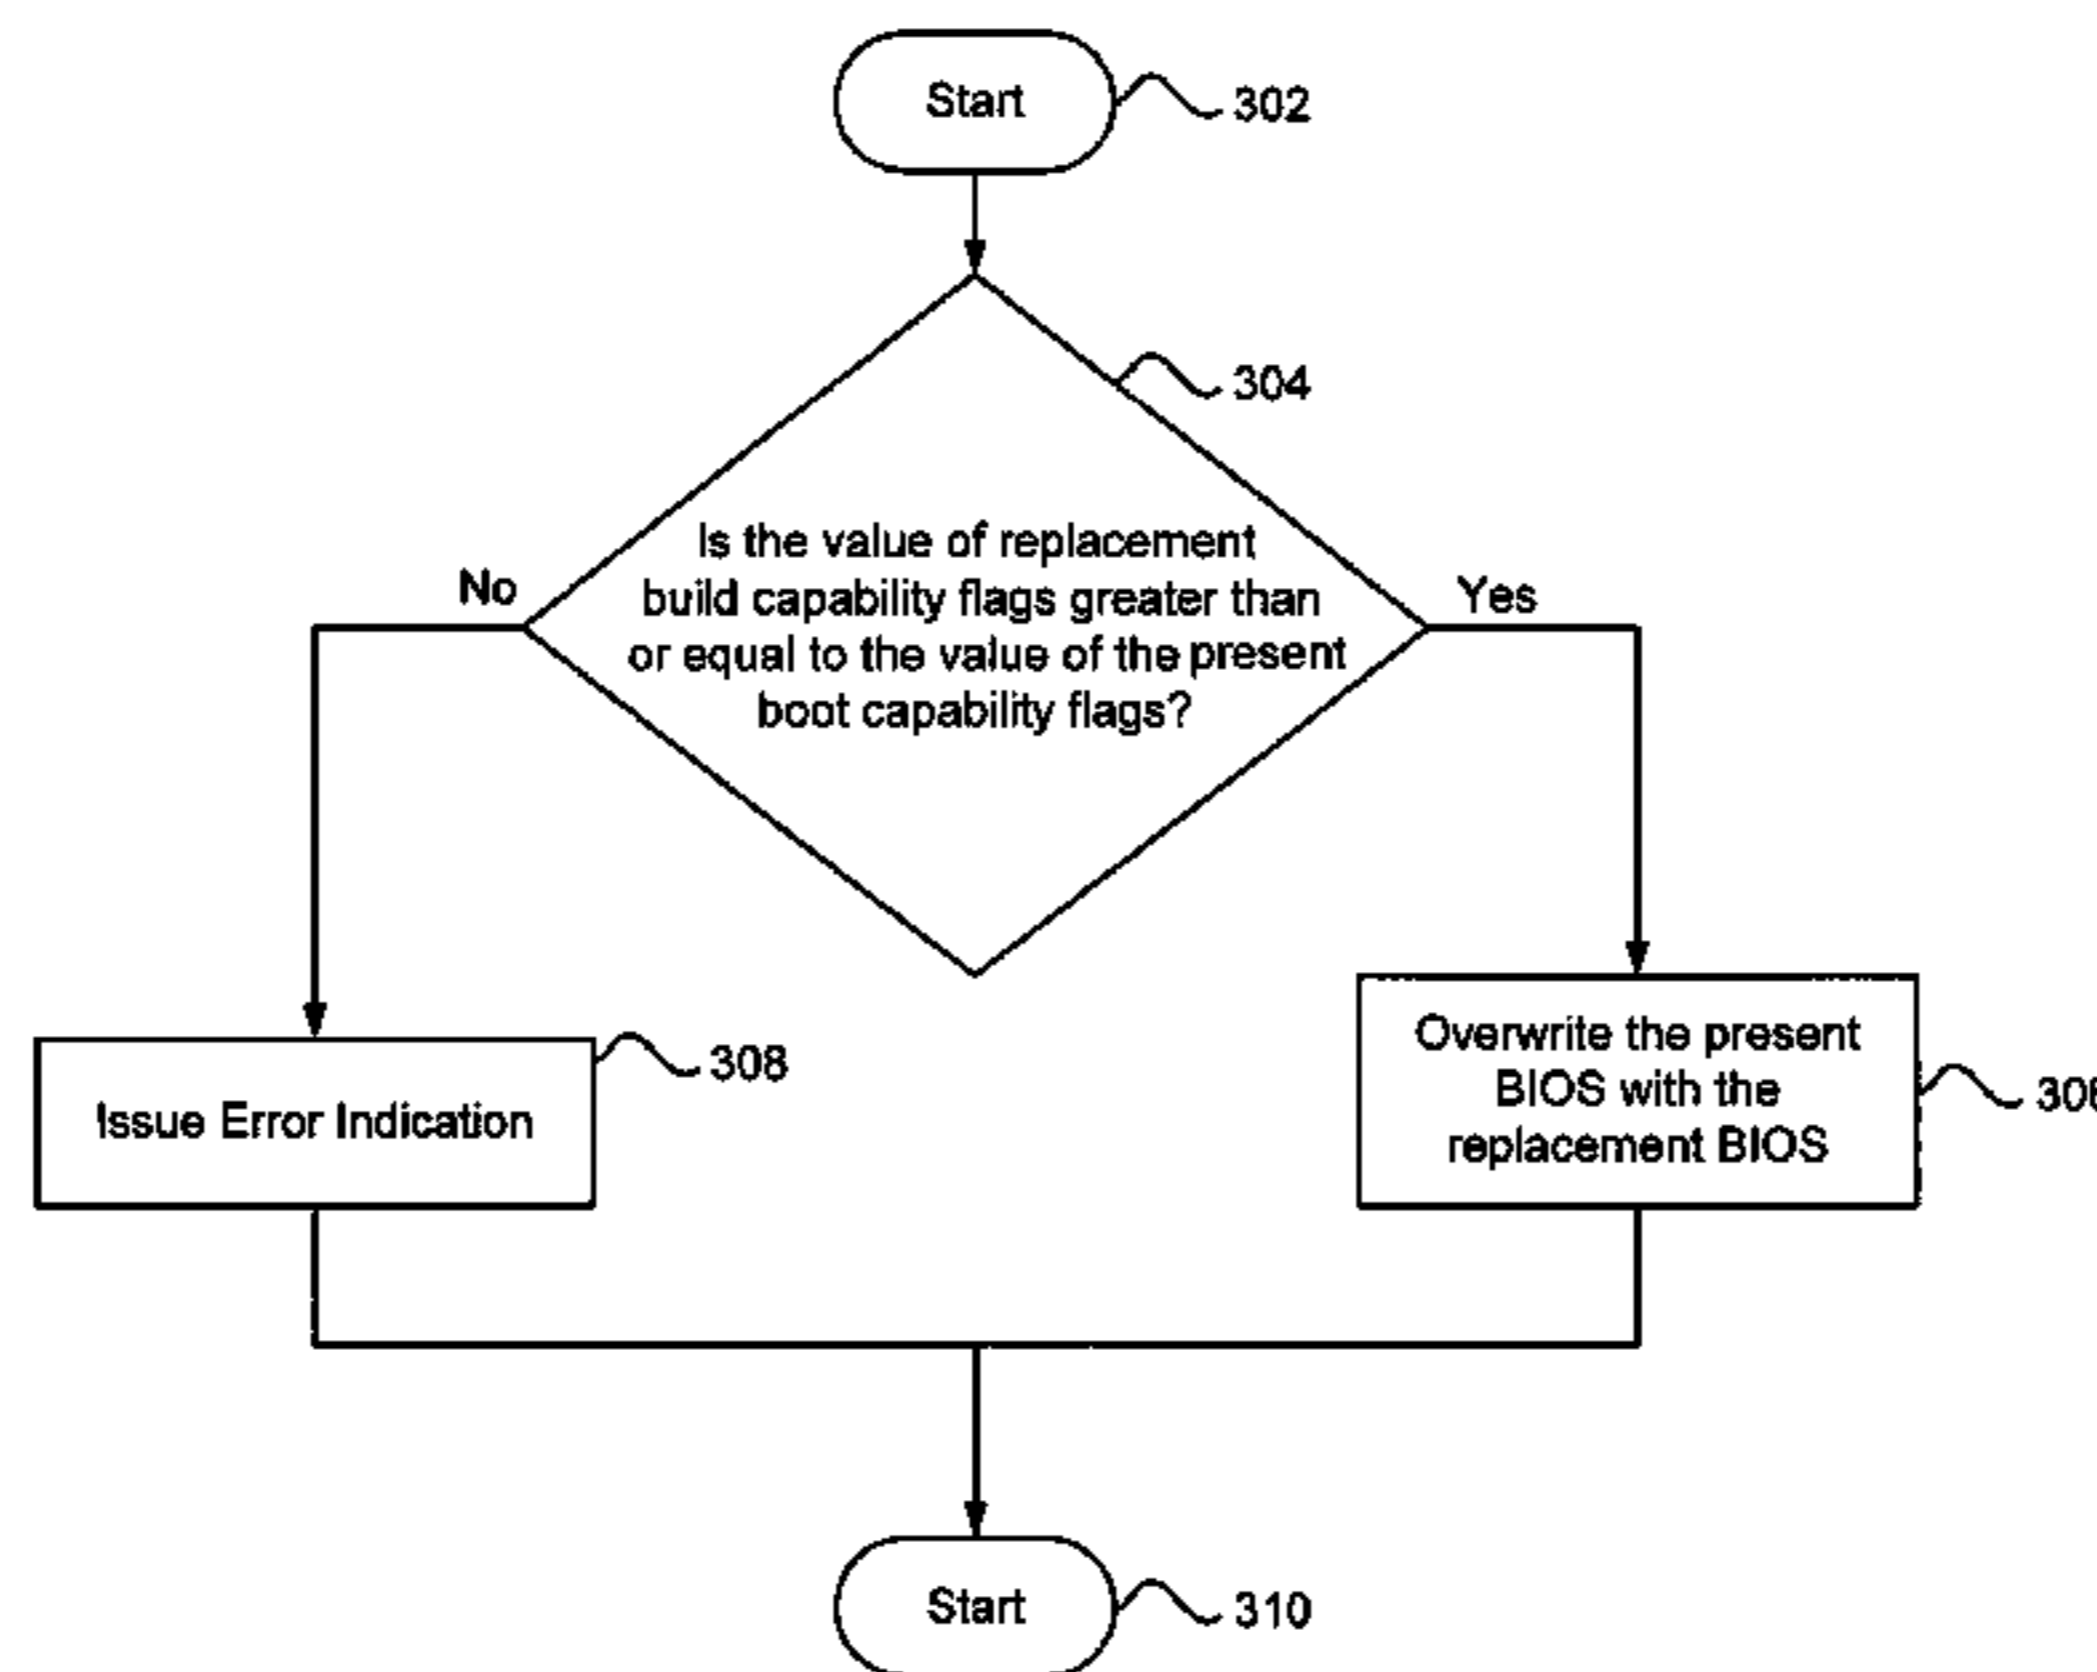 Start
302
304
Is the value of replacement
build capability flags greater than
or equal to the value of the present
boot capability flags?
No
Yes
Issue Error Indication
308
Overwrite the present
BIOS with the
replacement BIOS
306
Start
310